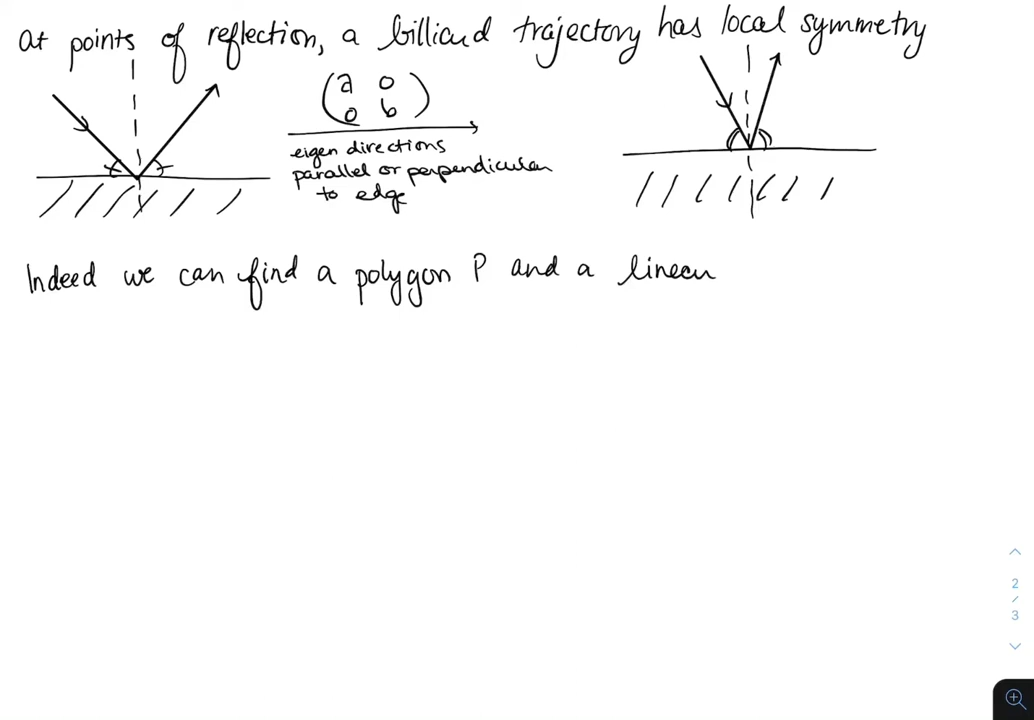 at points of reflection, a billiard trajectory has local symmetry
(a 0
0 b)
eigen directions
parallel or perpendicular
to edge
Indeed we can find a polygon P and a linear
2
/
3